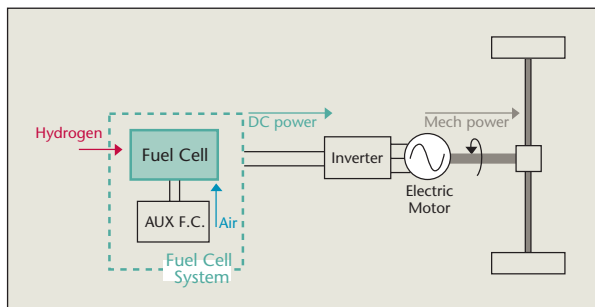 DC power
Mech power
Hydrogen
Fuel Cell
Inverter
Electric
Motor
AUX F.C.
Air
Fuel Cell
System